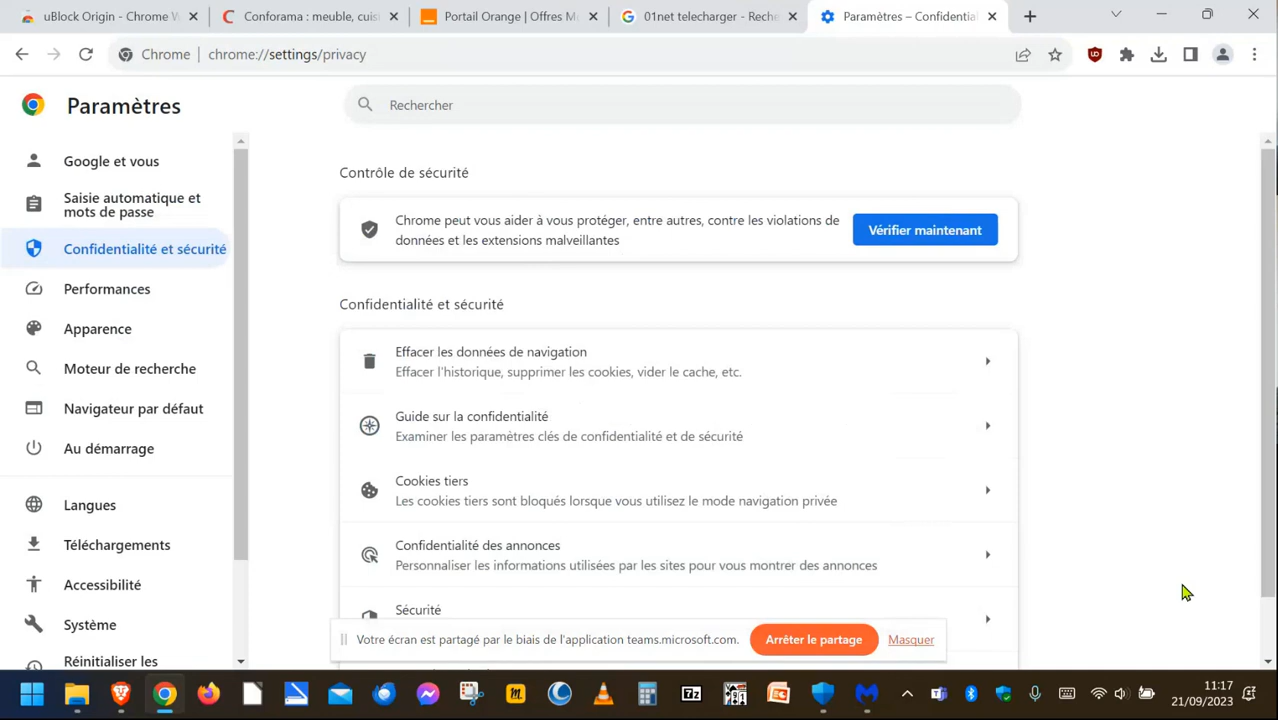 uBlock Origin - Chrome W
Conforama : meuble, cuis
Portail Orange | Offres M
01net telecharger - Reche
Paramètres – Confidential
Chrome
chrome://settings/privacy
Paramètres
Rechercher
Google et vous
Saisie automatique et
mots de passe
Confidentialité et sécurité
Performances
Apparence
Moteur de recherche
Navigateur par défaut
Au démarrage
Langues
Téléchargements
Accessibilité
Système
Réinitialiser les
Contrôle de sécurité
Chrome peut vous aider à vous protéger, entre autres, contre les violations de
données et les extensions malveillantes
Vérifier maintenant
Confidentialité et sécurité
Effacer les données de navigation
Effacer l'historique, supprimer les cookies, vider le cache, etc.
Guide sur la confidentialité
Examiner les paramètres clés de confidentialité et de sécurité
Cookies tiers
Les cookies tiers sont bloqués lorsque vous utilisez le mode navigation privée
Confidentialité des annonces
Personnaliser les informations utilisées par les sites pour vous montrer des annonces
Sécurité
Votre écran est partagé par le biais de l'application teams.microsoft.com.
Arrêter le partage
Masquer
11:17
21/09/2023